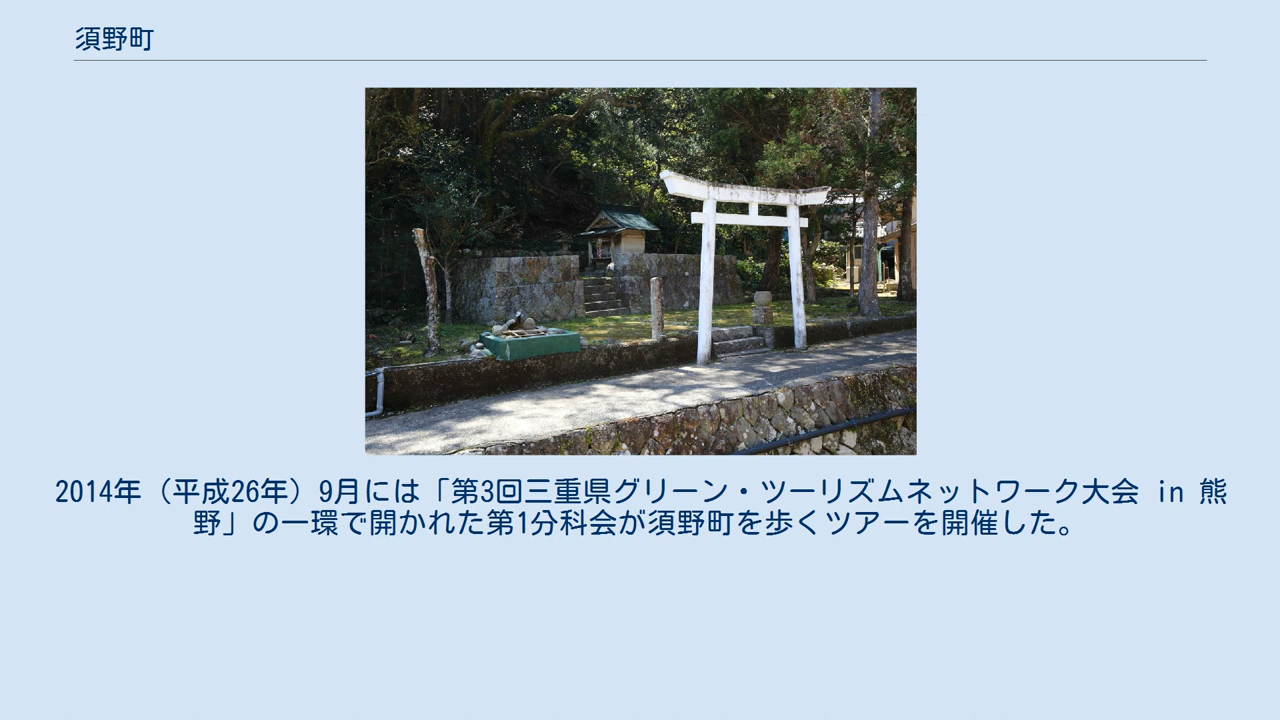 須野町
2014年（平成26年）9月には「第3回三重県グリーン・ツーリズムネットワーク大会 in 熊
野」の一環で開かれた第1分科会が須野町を歩くツアーを開催した。